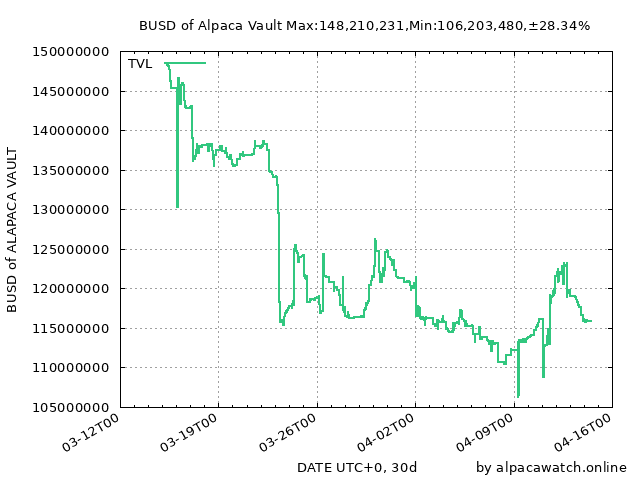 BUSD of Alpaca Vault Max:148,210,231,Min:106,203,480,±28.34%
TVL
150000000
145000000
140000000
135000000
130000000
125000000
120000000
115000000
110000000
105000000
BUSD of ALAPACA VAULT
03-12T00
03-19T00
03-26T00
04-02T00
04-09T00
04-16T00
DATE UTC+0, 30d
by alpacawatch.online